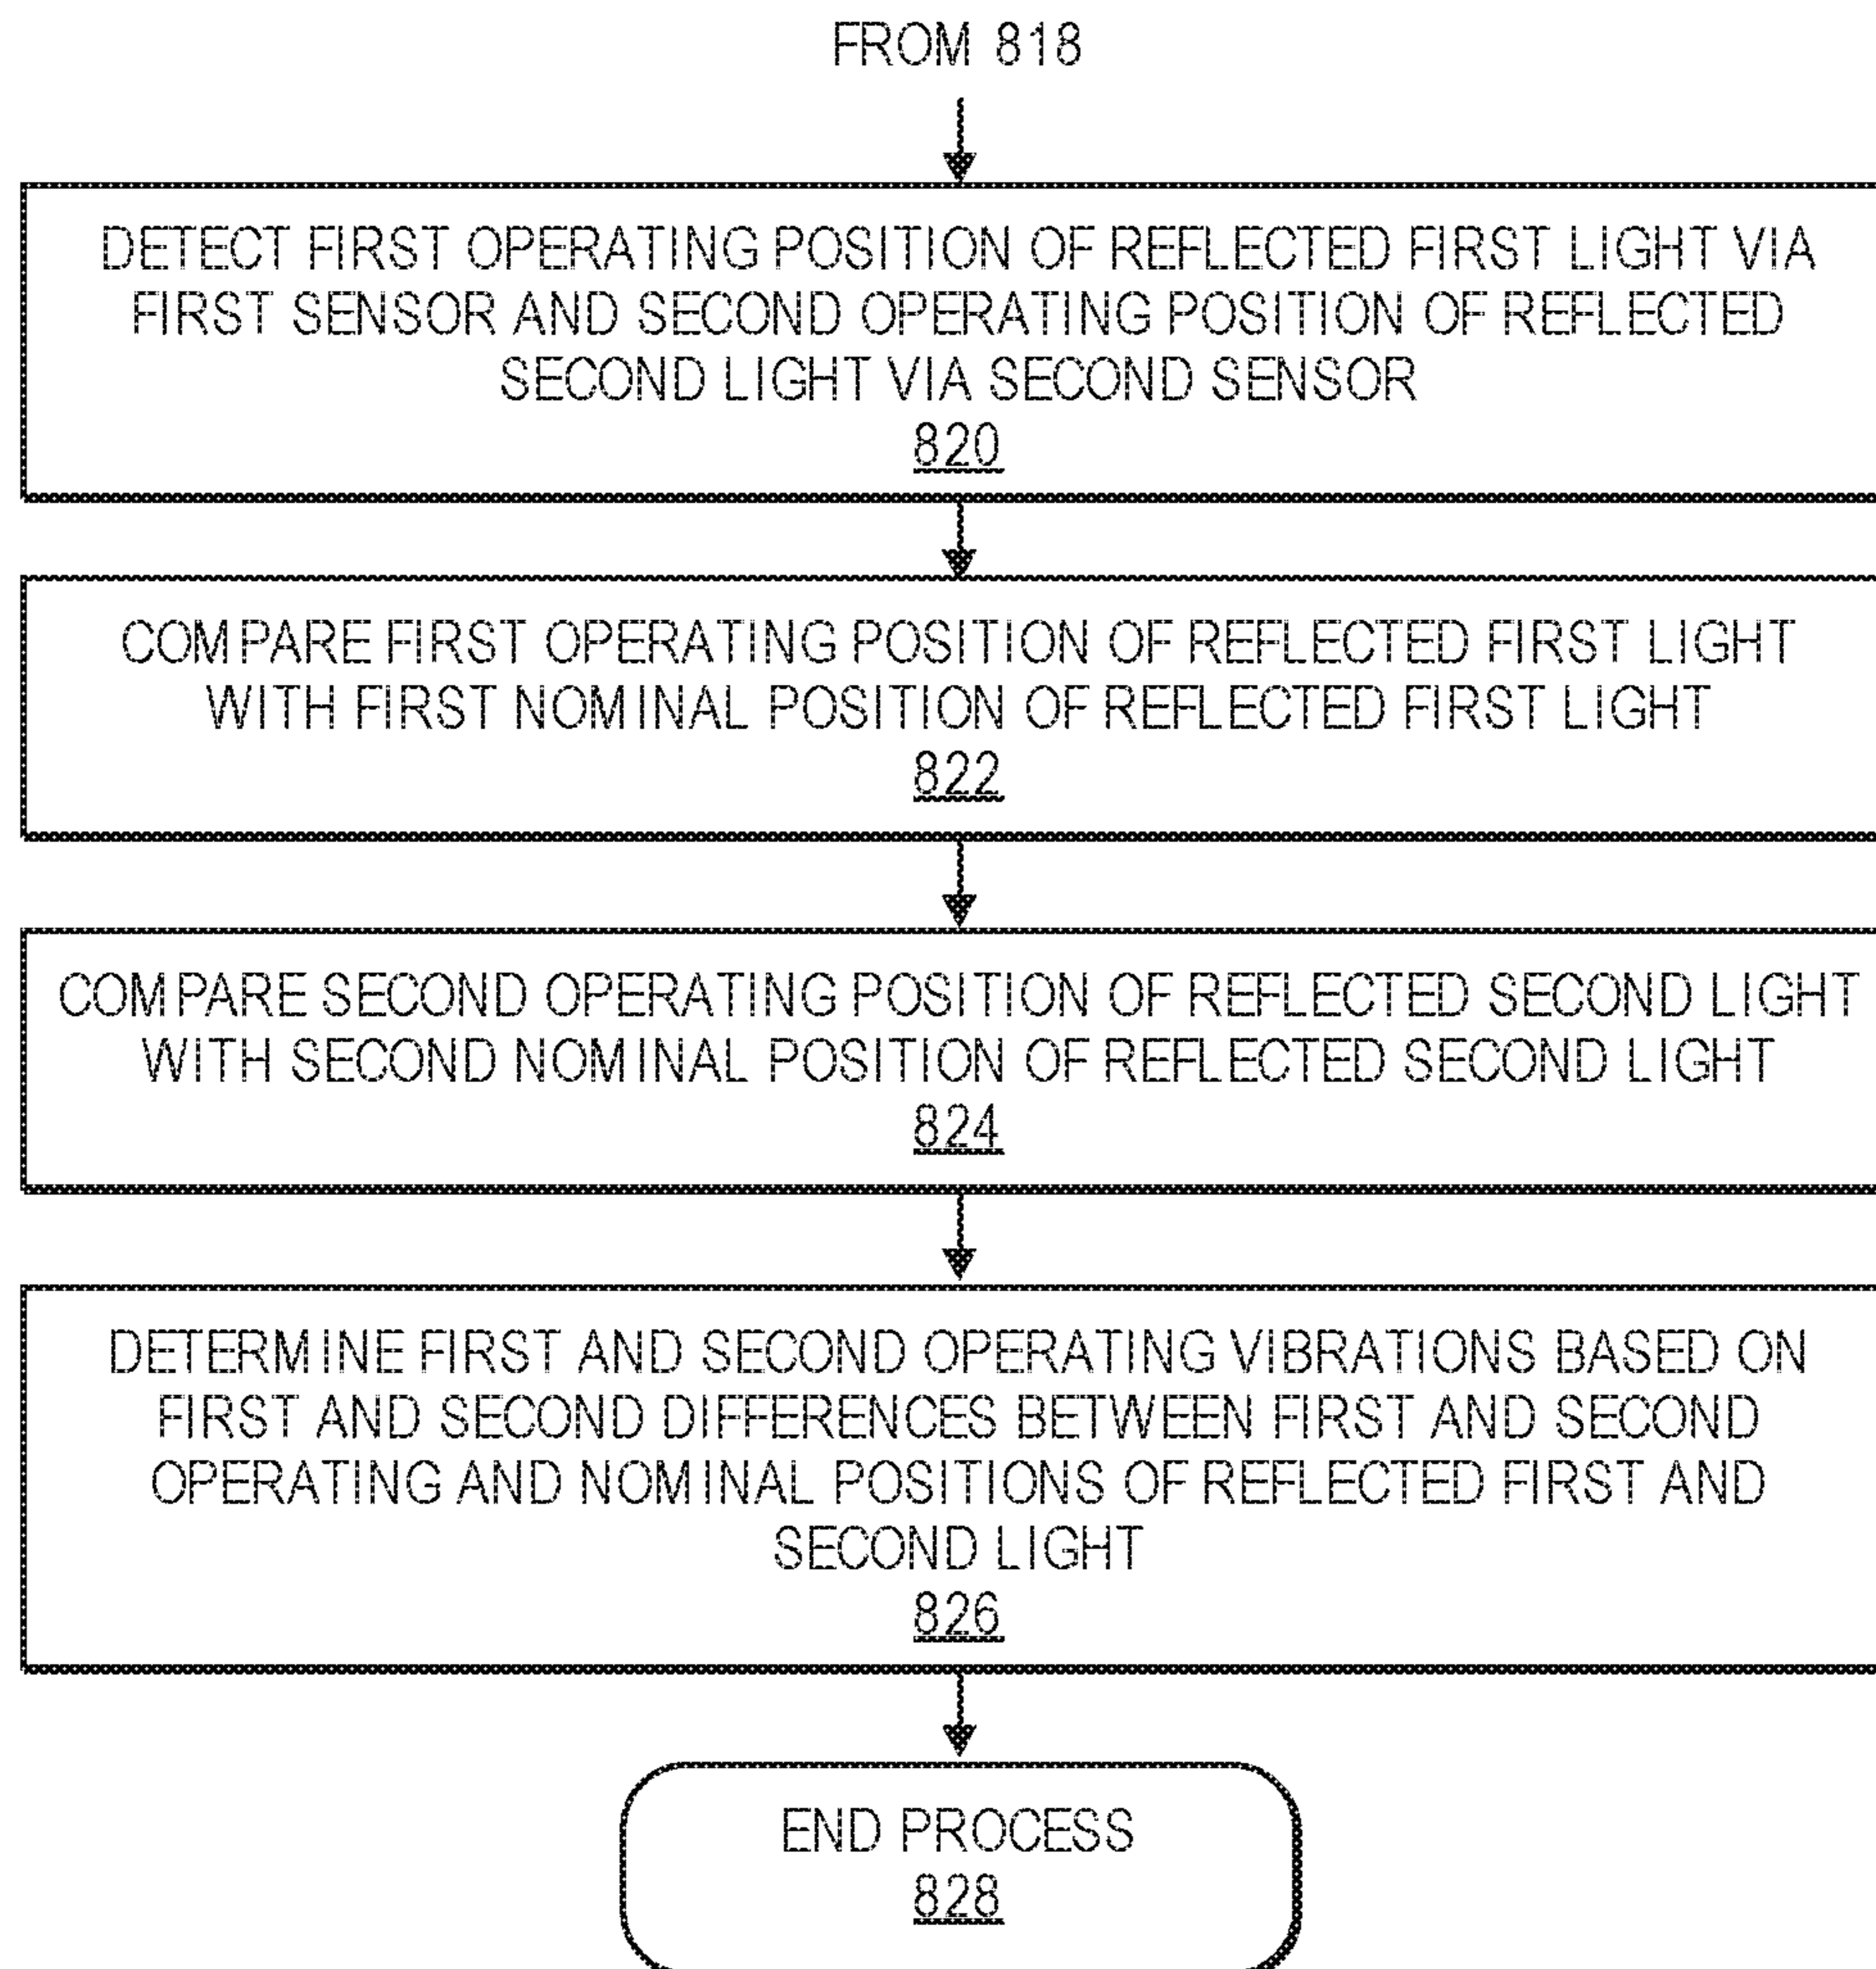 FROM 818
DETECT FIRST OPERATING POSITION OF REFLECTED FIRST LIGHT VIA
FIRST SENSOR AND SECOND OPERATING POSITION OF REFLECTED
SECOND LIGHT VIA SECOND SENSOR
820
COMPARE FIRST OPERATING POSITION OF REFLECTED FIRST LIGHT
WITH FIRST NOMINAL POSITION OF REFLECTED FIRST LIGHT
822
COMPARE SECOND OPERATING POSITION OF REFLECTED SECOND LIGHT
WITH SECOND NOMINAL POSITION OF REFLECTED SECOND LIGHT
824
DETERMINE FIRST AND SECOND OPERATING VIBRATIONS BASED ON
FIRST AND SECOND DIFFERENCES BETWEEN FIRST AND SECOND
OPERATING AND NOMINAL POSITIONS OF REFLECTED FIRST AND
SECOND LIGHT
826
END PROCESS
828